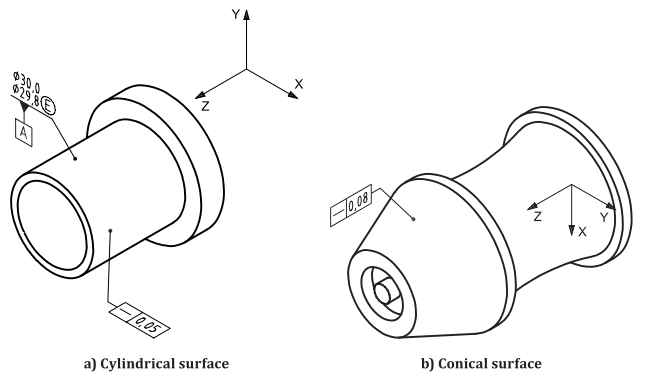 Y
X
Z
Ø30,0
Ø29,8 Ⓔ
A
— 0,05
— 0,08
Z
Y
X
a) Cylindrical surface
b) Conical surface